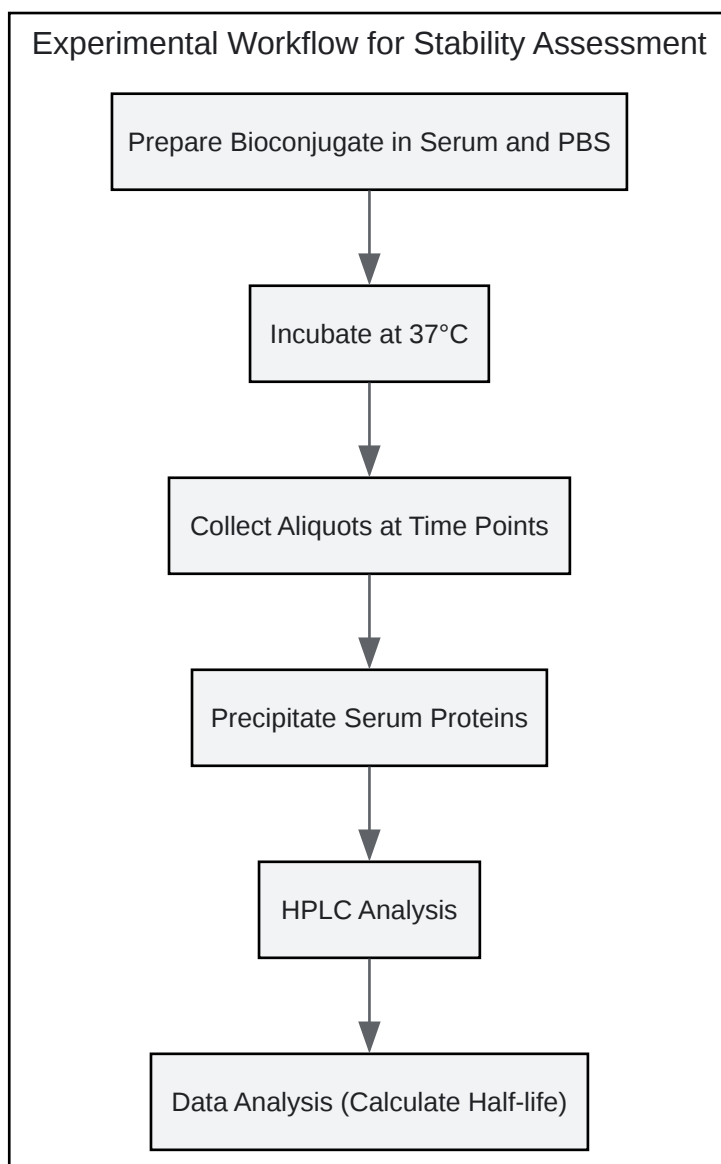 Experimental Workflow for Stability Assessment
Prepare Bioconjugate in Serum and PBS
Incubate at 37°C
Collect Aliquots at Time Points
Precipitate Serum Proteins
HPLC Analysis
Data Analysis (Calculate Half-life)